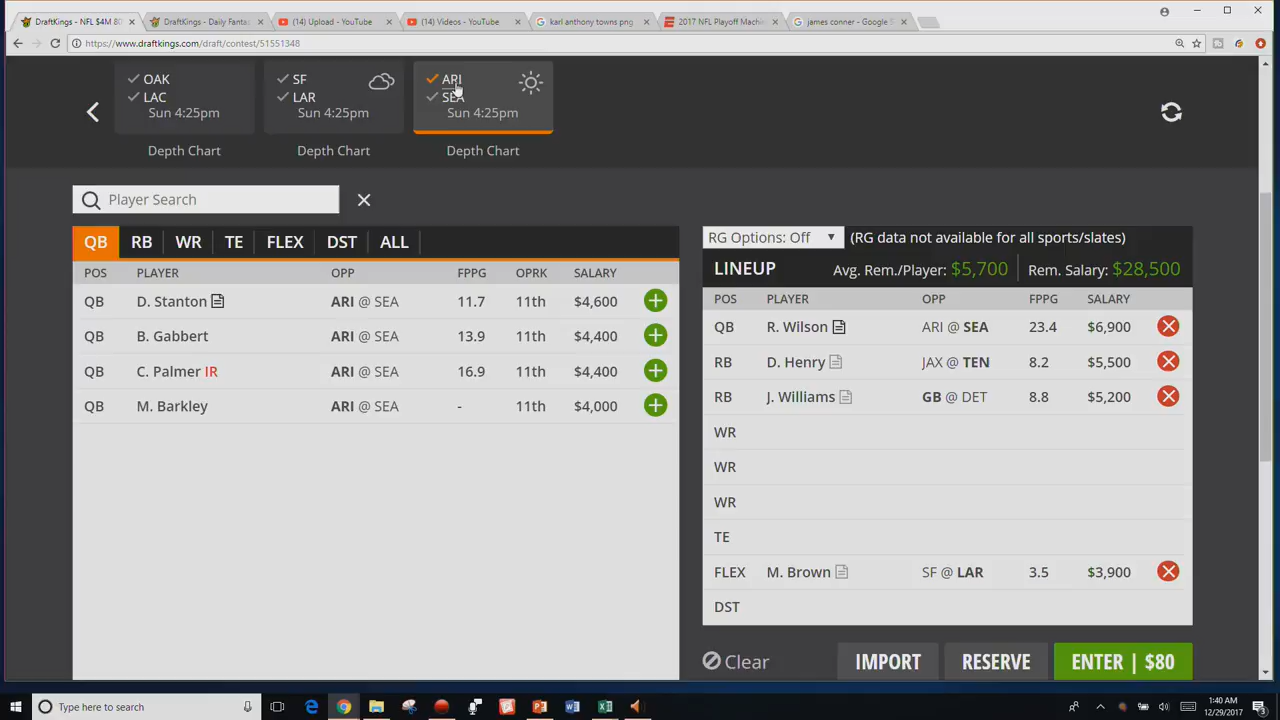 DraftKings - NFL $4M 80
DraftKings - Daily Fantas
(14) Upload - YouTube
(14) Videos - YouTube
karl anthony towns png
2017 NFL Playoff Machin
james conner - Google S
https://www.draftkings.com/draft/contest/51551348
OAK
LAC
Sun 4:25pm
SF
LAR
Sun 4:25pm
ARI
SEA
Sun 4:25pm
Depth Chart
Depth Chart
Depth Chart
Player Search
QB RB WR TE FLEX DST ALL
POS PLAYER OPP FPPG OPRK SALARY
QB D. Stanton ARI @ SEA 11.7 11th $4,600
QB B. Gabbert ARI @ SEA 13.9 11th $4,400
QB C. Palmer IR ARI @ SEA 16.9 11th $4,400
QB M. Barkley ARI @ SEA - 11th $4,000
RG Options: Off (RG data not available for all sports/slates)
LINEUP Avg. Rem./Player: $5,700 Rem. Salary: $28,500
POS PLAYER OPP FPPG SALARY
QB R. Wilson ARI @ SEA 23.4 $6,900
RB D. Henry JAX @ TEN 8.2 $5,500
RB J. Williams GB @ DET 8.8 $5,200
WR
WR
WR
TE
FLEX M. Brown SF @ LAR 3.5 $3,900
DST
Clear IMPORT RESERVE ENTER | $80
Type here to search
1:40 AM
12/29/2017